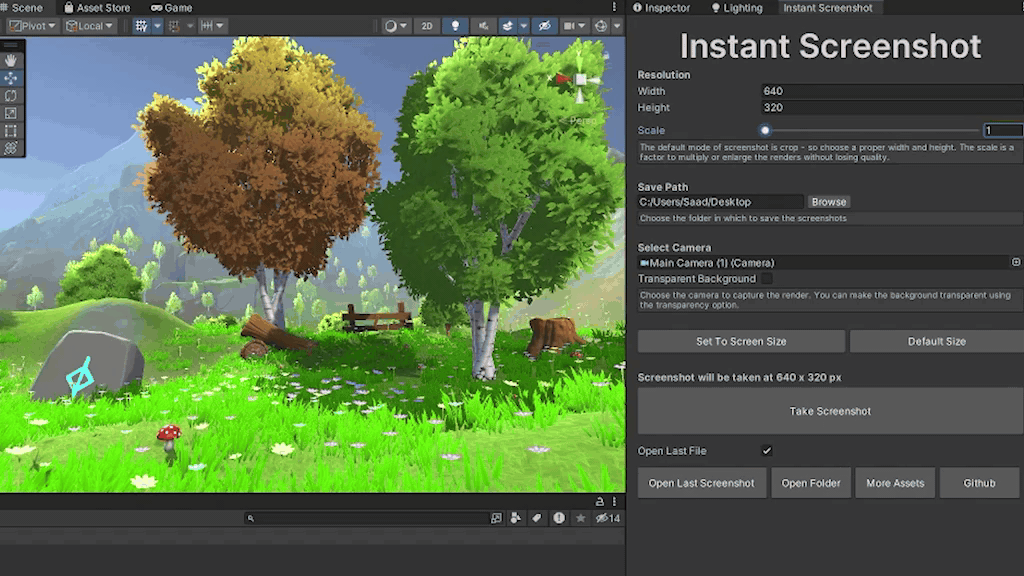 Scene Asset Store Game
Pivot Local 2D
Persp
14
Inspector Lighting Instant Screenshot
Instant Screenshot
Resolution
Width 640
Height 320
Scale 1
The default mode of screenshot is crop - so choose a proper width and height. The scale is a
factor to multiply or enlarge the renders without losing quality.
Save Path
C:/Users/Saad/Desktop Browse
Choose the folder in which to save the screenshots
Select Camera
Main Camera (1) (Camera)
Transparent Background
Choose the camera to capture the render. You can make the background transparent using
the transparency option.
Set To Screen Size Default Size
Screenshot will be taken at 640 x 320 px
Take Screenshot
Open Last File
Open Last Screenshot Open Folder More Assets Github